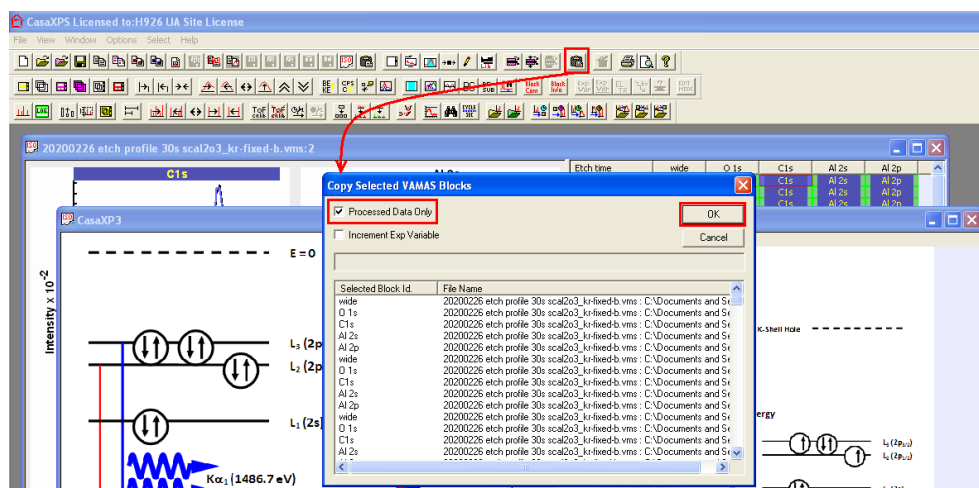 CasaXPS Licensed to:H926 UA Site License
File View Window Options Select Help
20200226 etch profile 30s scal2o3_kr-fixed-b.vms:2
C1s
Etch time wide O 1s C1s Al 2s Al 2p
C1s Al 2s Al 2p
C1s Al 2s Al 2p
C1s Al 2s Al 2p
Copy Selected VAMAS Blocks
Processed Data Only
OK
Increment Exp Variable
Cancel
CasaXP3
E = 0
Intensity x 10^-2
Selected Block Id. File Name
wide 20200226 etch profile 30s scal2o3_kr-fixed-b.vms : C:\Documents and Se
O 1s 20200226 etch profile 30s scal2o3_kr-fixed-b.vms : C:\Documents and Se
C1s 20200226 etch profile 30s scal2o3_kr-fixed-b.vms : C:\Documents and Se
Al 2s 20200226 etch profile 30s scal2o3_kr-fixed-b.vms : C:\Documents and Se
Al 2p 20200226 etch profile 30s scal2o3_kr-fixed-b.vms : C:\Documents and Se
wide 20200226 etch profile 30s scal2o3_kr-fixed-b.vms : C:\Documents and Se
O 1s 20200226 etch profile 30s scal2o3_kr-fixed-b.vms : C:\Documents and Se
C1s 20200226 etch profile 30s scal2o3_kr-fixed-b.vms : C:\Documents and Se
Al 2s 20200226 etch profile 30s scal2o3_kr-fixed-b.vms : C:\Documents and Se
Al 2p 20200226 etch profile 30s scal2o3_kr-fixed-b.vms : C:\Documents and Se
wide 20200226 etch profile 30s scal2o3_kr-fixed-b.vms : C:\Documents and Se
O 1s 20200226 etch profile 30s scal2o3_kr-fixed-b.vms : C:\Documents and Se
C1s 20200226 etch profile 30s scal2o3_kr-fixed-b.vms : C:\Documents and Se
Al 2s 20200226 etch profile 30s scal2o3_kr-fixed-b.vms : C:\Documents and Se
K-Shell Hole
L₃ (2p
L₂ (2p
L₁ (2s)
Kα₁ (1486.7 eV)
ergy
L₃ (2p₃/₂)
L₂ (2p₁/₂)